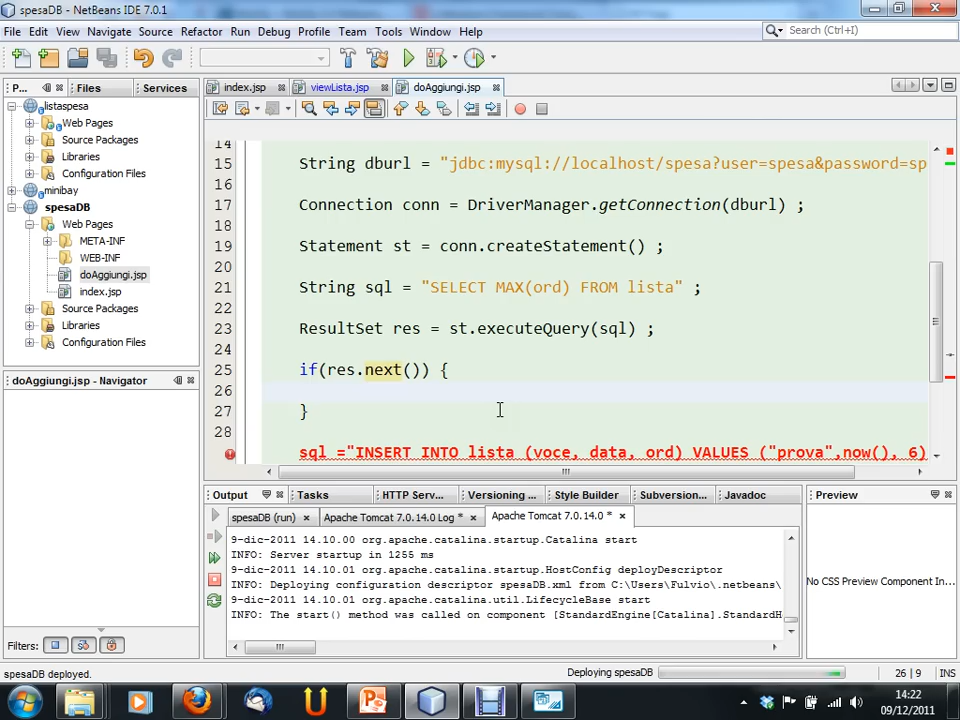 spesaDB - NetBeans IDE 7.0.1
File Edit View Navigate Source Refactor Run Debug Profile Team Tools Window Help
Search (Ctrl+I)
P... Files Services
index.jsp viewLista.jsp doAggiungi.jsp
listaspesa
Web Pages
Source Packages
Libraries
Configuration Files
minibay
spesaDB
Web Pages
META-INF
WEB-INF
doAggiungi.jsp
index.jsp
Source Packages
Libraries
Configuration Files
doAggiungi.jsp - Navigator
Filters:
14
15 String dburl = "jdbc:mysql://localhost/spesa?user=spesa&password=sp
16
17 Connection conn = DriverManager.getConnection(dburl) ;
18
19 Statement st = conn.createStatement() ;
20
21 String sql = "SELECT MAX(ord) FROM lista" ;
22
23 ResultSet res = st.executeQuery(sql) ;
24
25 if(res.next()) {
26
27 }
28
sql ="INSERT INTO lista (voce, data, ord) VALUES ("prova",now(), 6)
Output Tasks HTTP Serv... Versioning ... Style Builder Subversion... Javadoc
Preview
spesaDB (run) Apache Tomcat 7.0.14.0 Log * Apache Tomcat 7.0.14.0 *
9-dic-2011 14.10.00 org.apache.catalina.startup.Catalina start
INFO: Server startup in 1255 ms
9-dic-2011 14.10.01 org.apache.catalina.startup.HostConfig deployDescriptor
INFO: Deploying configuration descriptor spesaDB.xml from C:\Users\Fulvio\.netbeans\
9-dic-2011 14.10.01 org.apache.catalina.util.LifecycleBase start
INFO: The start() method was called on component [StandardEngine[Catalina].StandardH
No CSS Preview Component In...
spesaDB deployed.
Deploying spesaDB
26 | 9 INS
14:22
09/12/2011